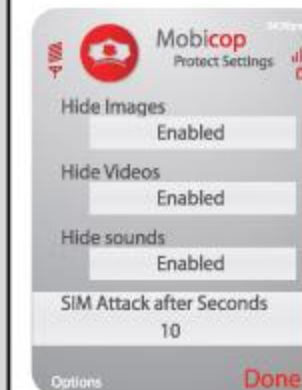 Mobicop
Protect Settings
Hide Images
Enabled
Hide Videos
Enabled
Hide sounds
Enabled
SIM Attack after Seconds
10
Options
Done